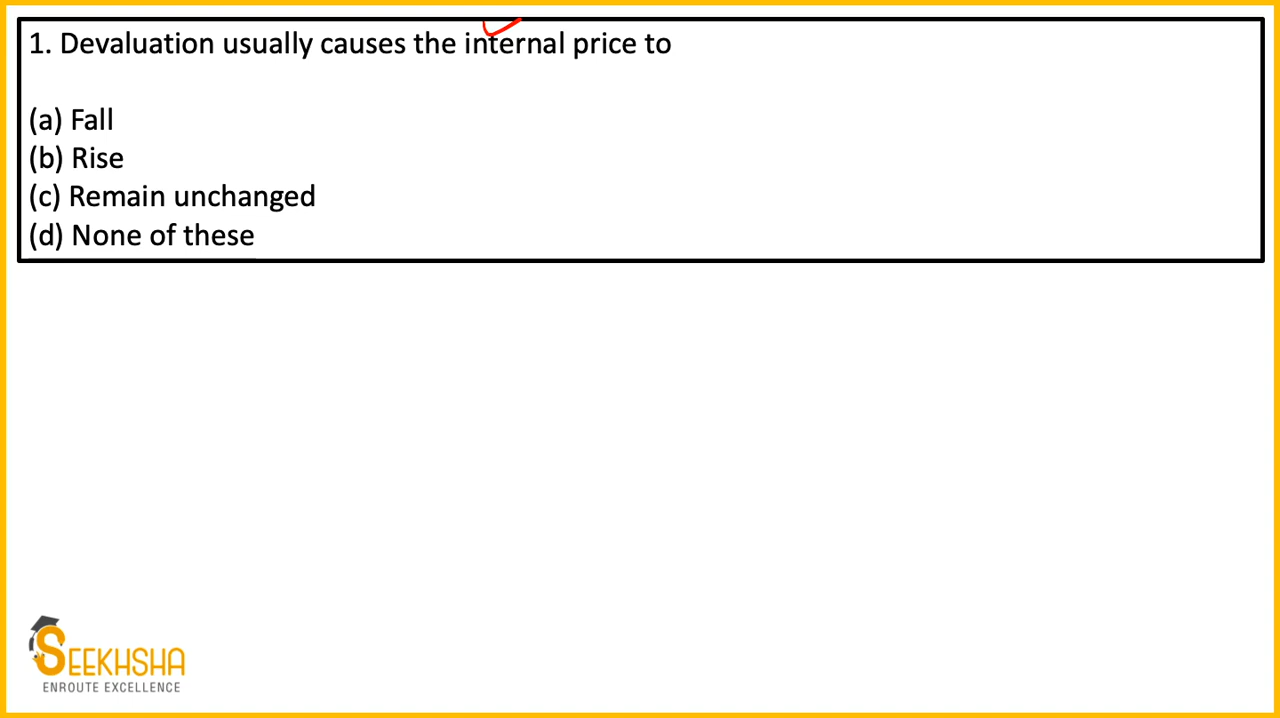 1. Devaluation usually causes the internal price to
(a) Fall
(b) Rise
(c) Remain unchanged
(d) None of these
SEEKHSHA
ENROUTE EXCELLENCE